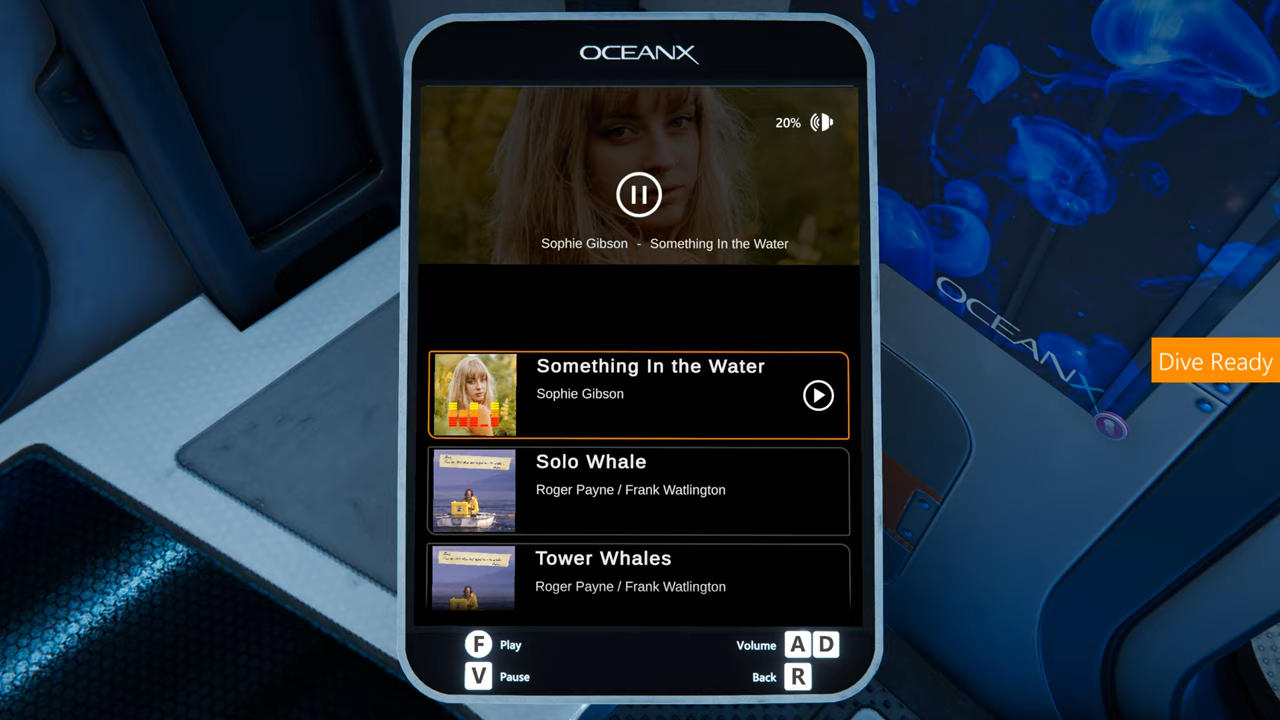 OCEANX
20%
Sophie Gibson - Something In the Water
Something In the Water
Sophie Gibson
Solo Whale
Roger Payne / Frank Watlington
Tower Whales
Roger Payne / Frank Watlington
F Play
Volume A D
V Pause
Back R
OCEANX
Dive Ready